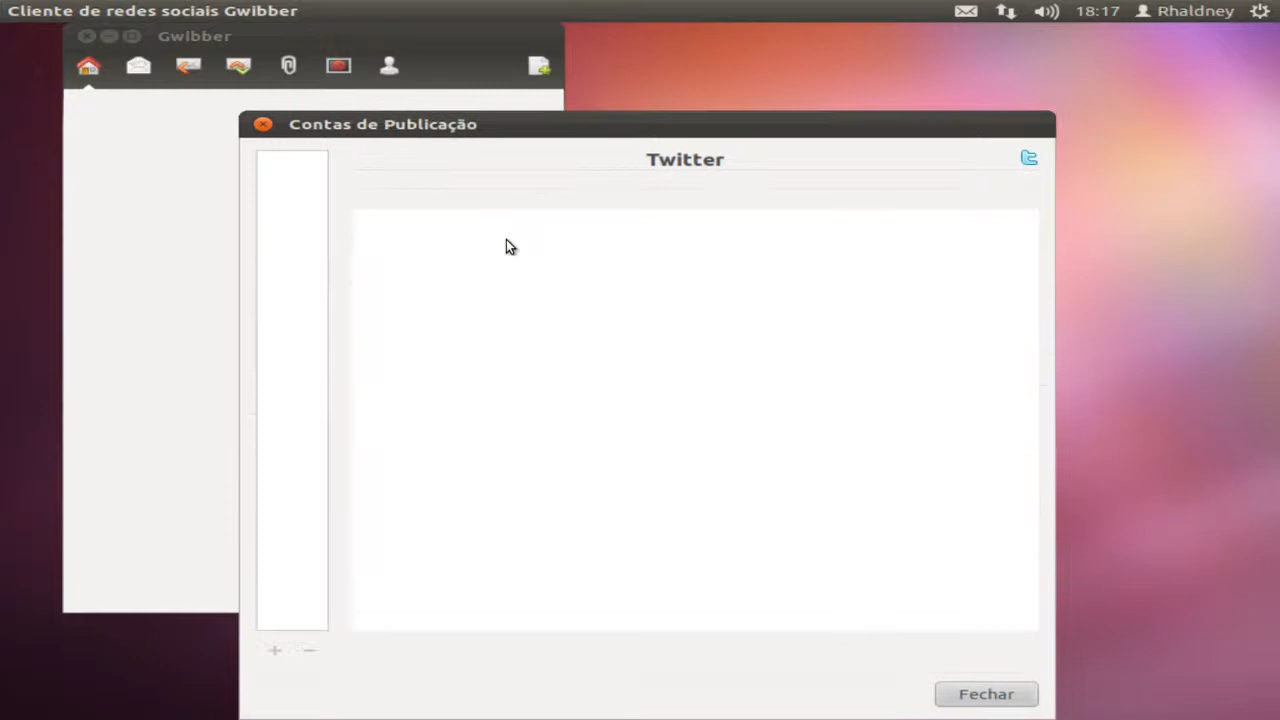 Cliente de redes sociais Gwibber
18:17
Rhaldney
Gwibber
Contas de Publicação
Twitter
Fechar